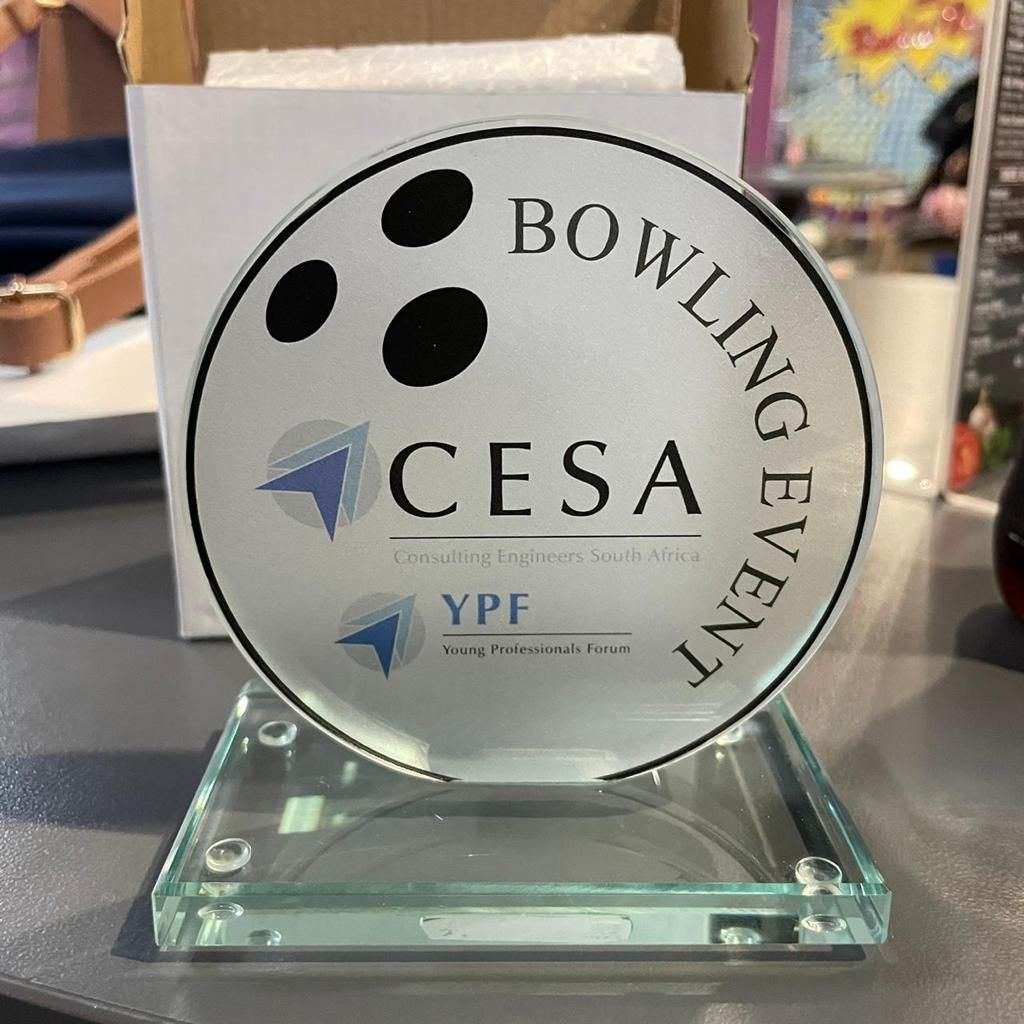 BOWLING EVENT
CESA
Consulting Engineers South Africa
YPF
Young Professionals Forum